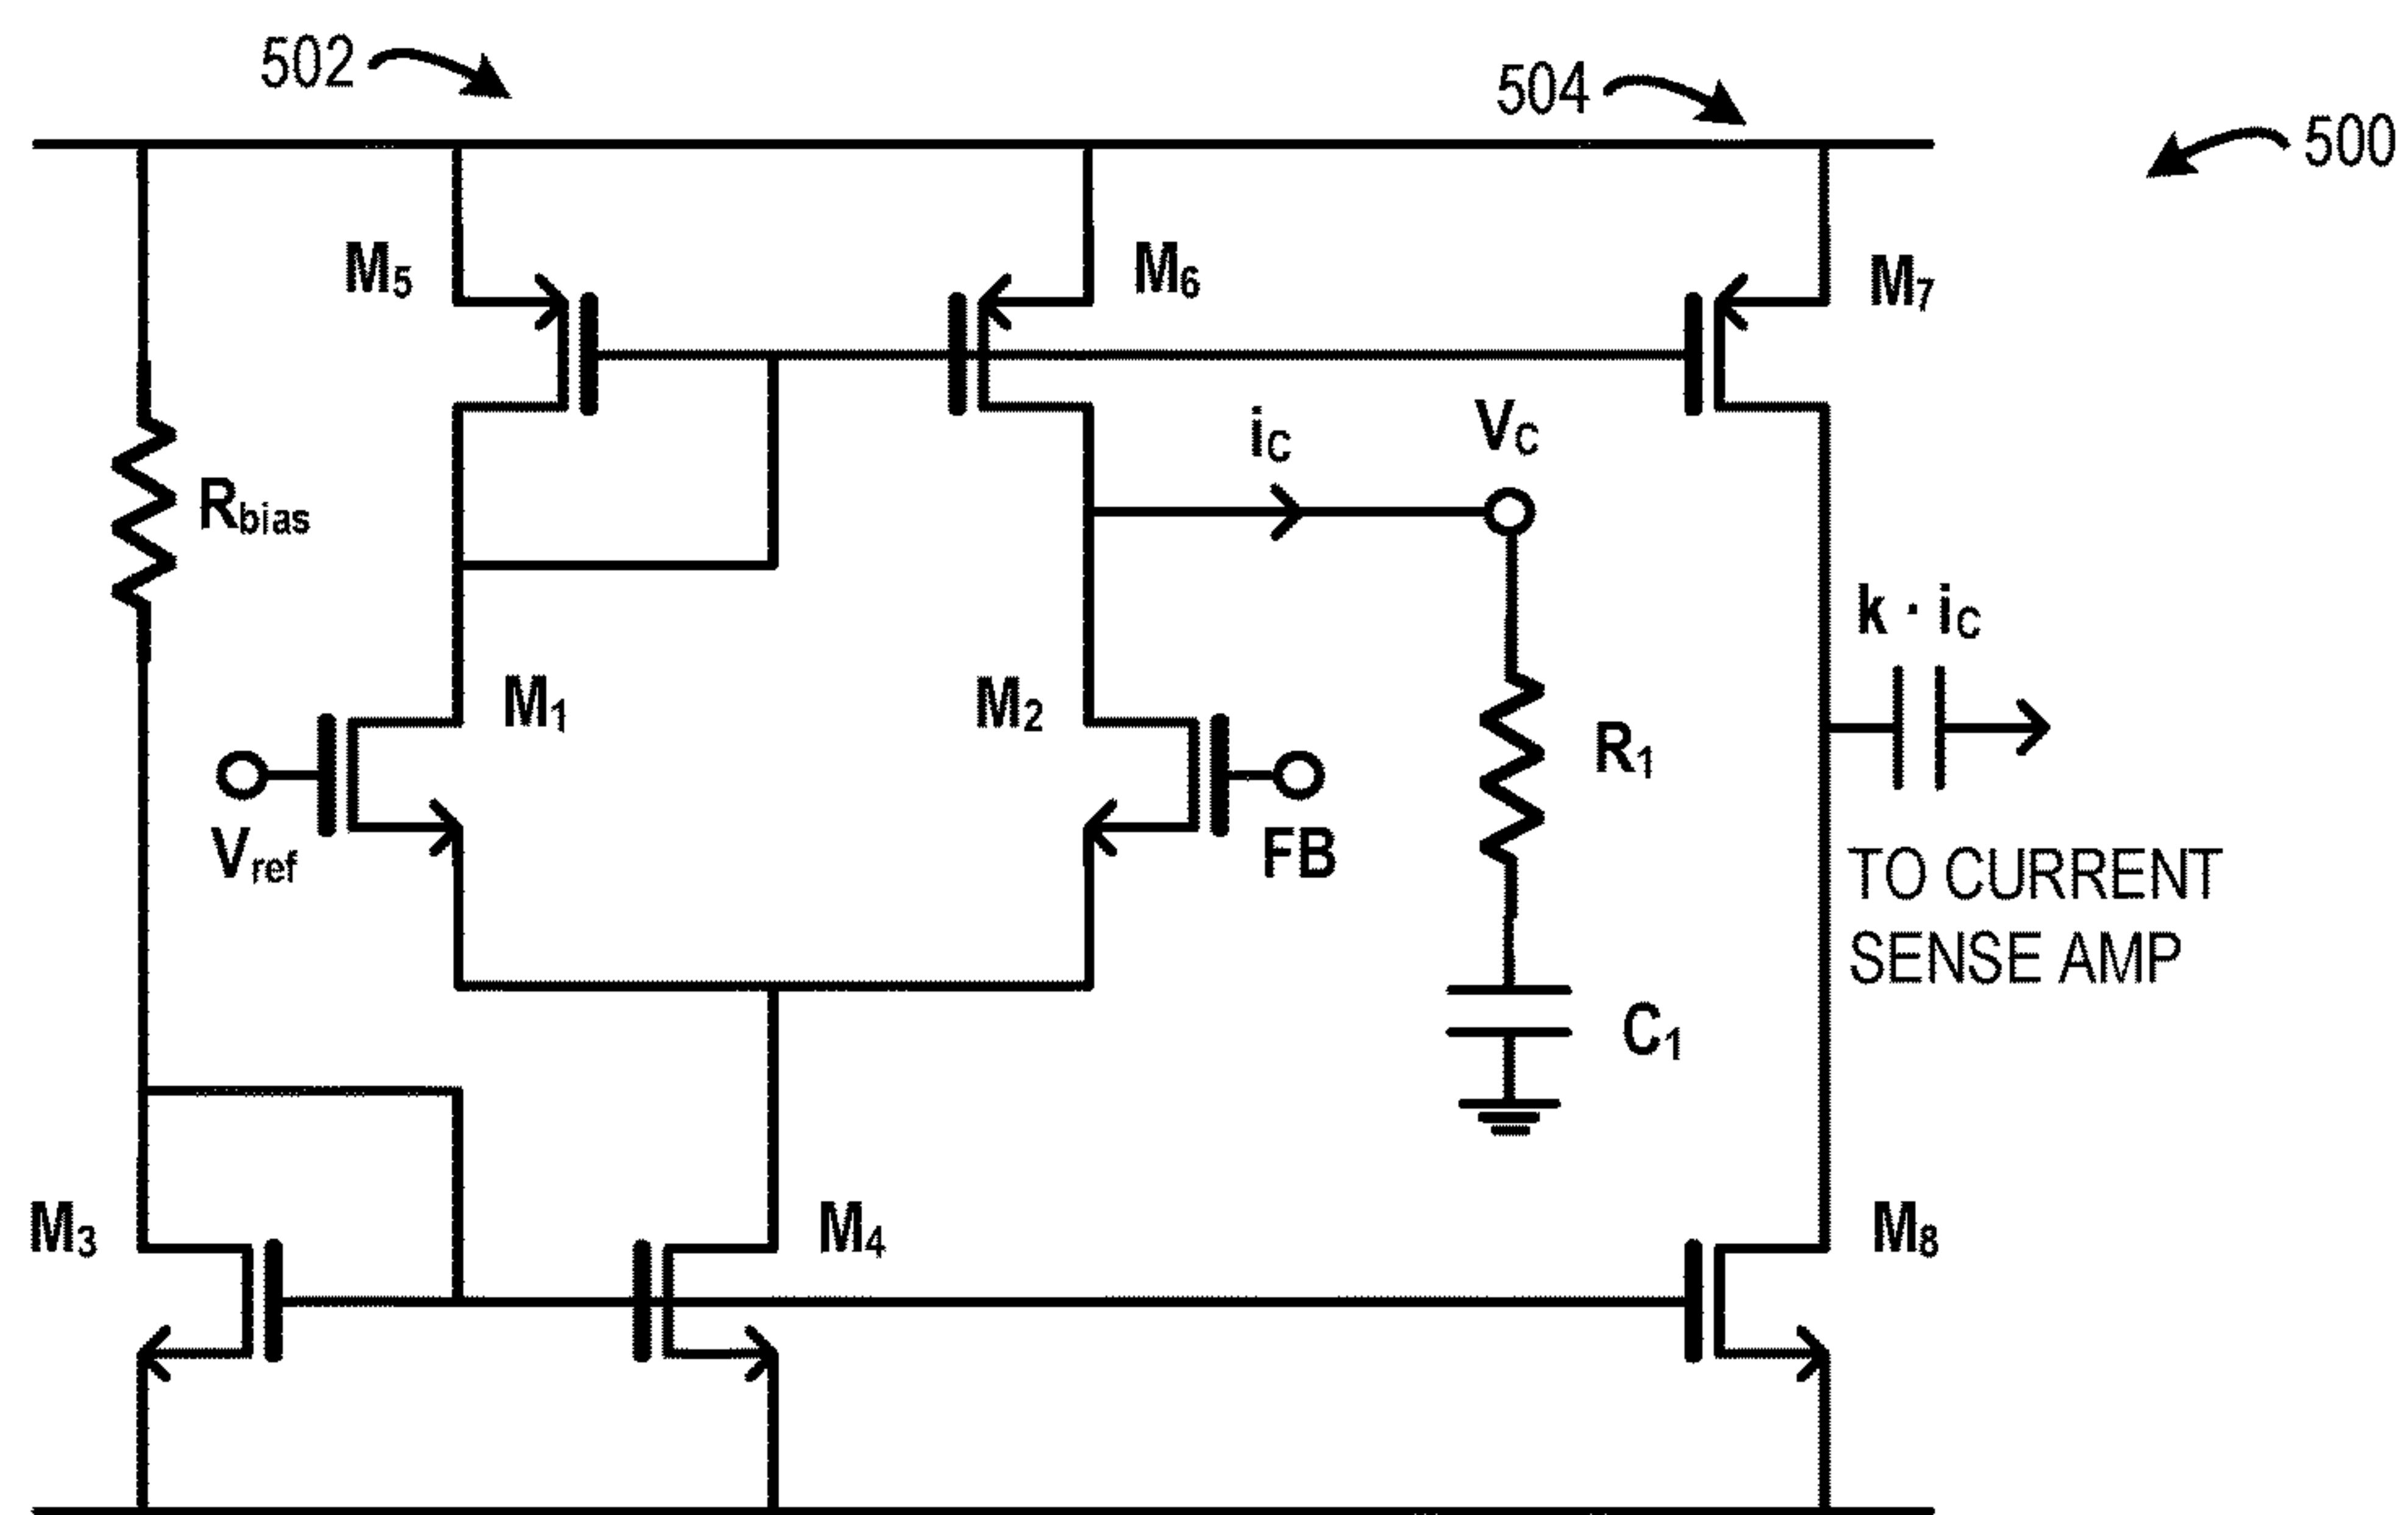 502
504
500
M5
M6
M7
iC
VC
Rbias
k · iC
M1
M2
R1
Vref
FB
TO CURRENT
SENSE AMP
C1
M3
M4
M8